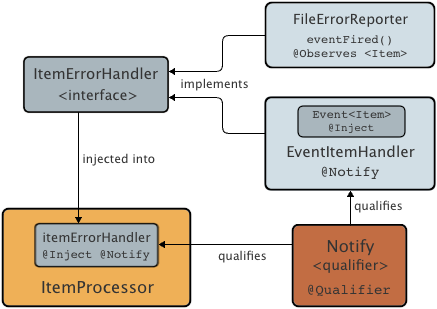 FileErrorReporter
eventFired()
@Observes <Item>
ItemErrorHandler
<interface>
implements
Event<Item>
@Inject
EventItemHandler
@Notify
injected into
qualifies
itemErrorHandler
@Inject @Notify
ItemProcessor
qualifies
Notify
<qualifier>
@Qualifier